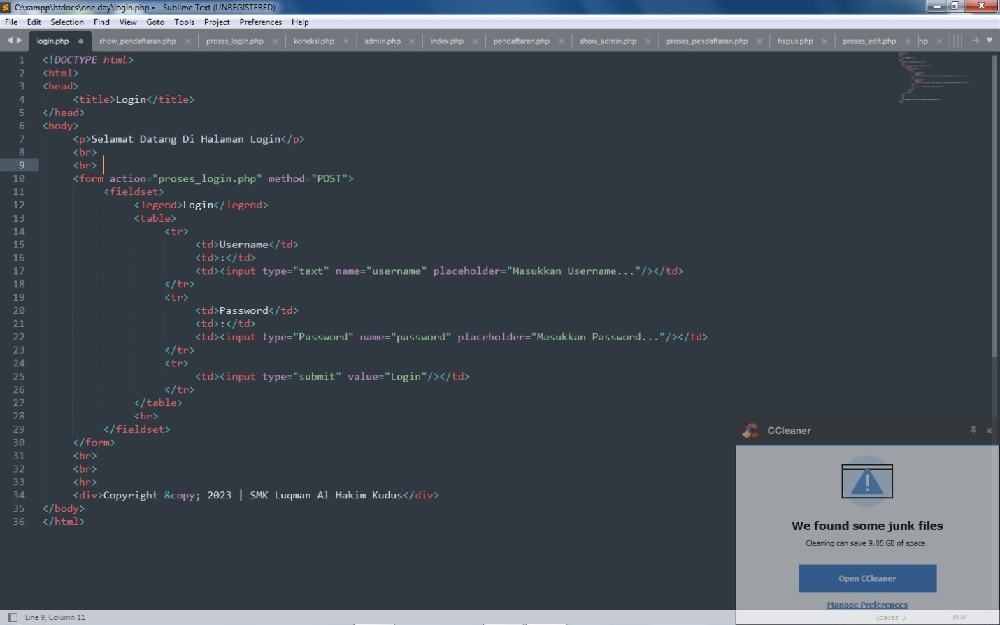 C:\xampp\htdocs\one day\login.php • - Sublime Text (UNREGISTERED)
File Edit Selection Find View Goto Tools Project Preferences Help
login.php show_pendaftaran.php proses_login.php koneksi.php admin.php index.php pendaftaran.php show_admin.php proses_pendaftaran.php hapus.php proses_edit.php hp
1 <!DOCTYPE html>
2 <html>
3 <head>
4 <title>Login</title>
5 </head>
6 <body>
7 <p>Selamat Datang Di Halaman Login</p>
8 <br>
9 <br>
10 <form action="proses_login.php" method="POST">
11 <fieldset>
12 <legend>Login</legend>
13 <table>
14 <tr>
15 <td>Username</td>
16 <td>:</td>
17 <td><input type="text" name="username" placeholder="Masukkan Username..."/></td>
18 </tr>
19 <tr>
20 <td>Password</td>
21 <td>:</td>
22 <td><input type="Password" name="password" placeholder="Masukkan Password..."/></td>
23 </tr>
24 <tr>
25 <td><input type="submit" value="Login"/></td>
26 </tr>
27 </table>
28 <br>
29 </fieldset>
30 </form>
31 <br>
32 <br>
33 <hr>
34 <div>Copyright &copy; 2023 | SMK Luqman Al Hakim Kudus</div>
35 </body>
36 </html>
CCleaner
We found some junk files
Cleaning can save 9.85 GB of space.
Open CCleaner
Manage Preferences
Line 9, Column 11
Spaces: 5 PHP